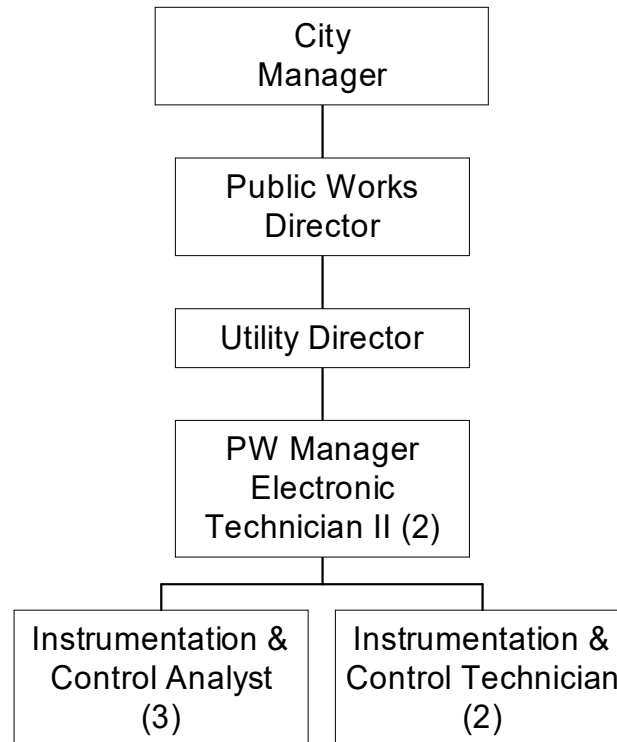 City
Manager
Public Works
Director
Utility Director
PW Manager
Electronic
Technician II (2)
Instrumentation &
Control Analyst
(3)
Instrumentation &
Control Technician
(2)